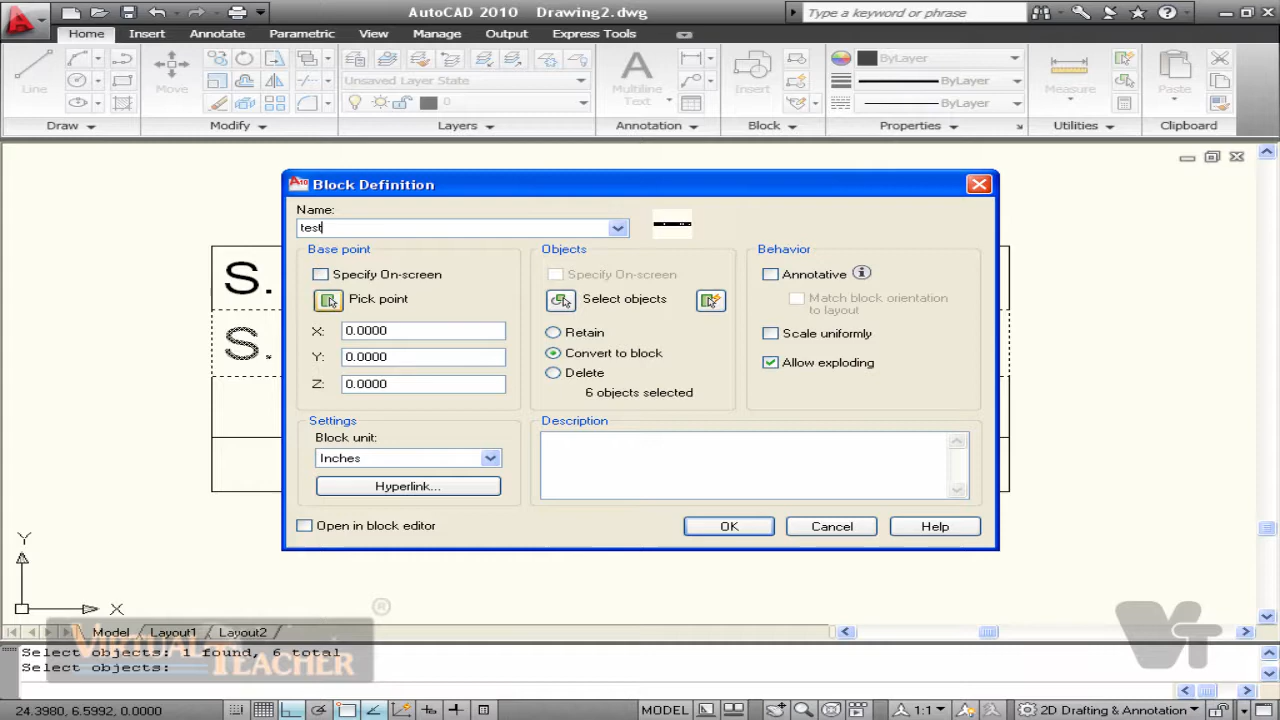 AutoCAD 2010 Drawing2.dwg
Type a keyword or phrase
Home Insert Annotate Parametric View Manage Output Express Tools
Line
Move
Unsaved Layer State
0
Multiline
Text
Insert
ByLayer
ByLayer
ByLayer
Measure
Paste
Draw Modify Layers Annotation Block Properties Utilities Clipboard
Block Definition
Name:
test
Base point
Specify On-screen
Pick point
X: 0.0000
Y: 0.0000
Z: 0.0000
Objects
Specify On-screen
Select objects
Retain
Convert to block
Delete
6 objects selected
Behavior
Annotative
Match block orientation
to layout
Scale uniformly
Allow exploding
Settings
Block unit:
Inches
Hyperlink...
Description
Open in block editor
OK Cancel Help
S.
S.
Y
X
Model Layout1 Layout2
Select objects: 1 found, 6 total
Select objects:
VIRTUAL TEACHER ®
VT
24.3980, 6.5992, 0.0000
MODEL
1:1
2D Drafting & Annotation